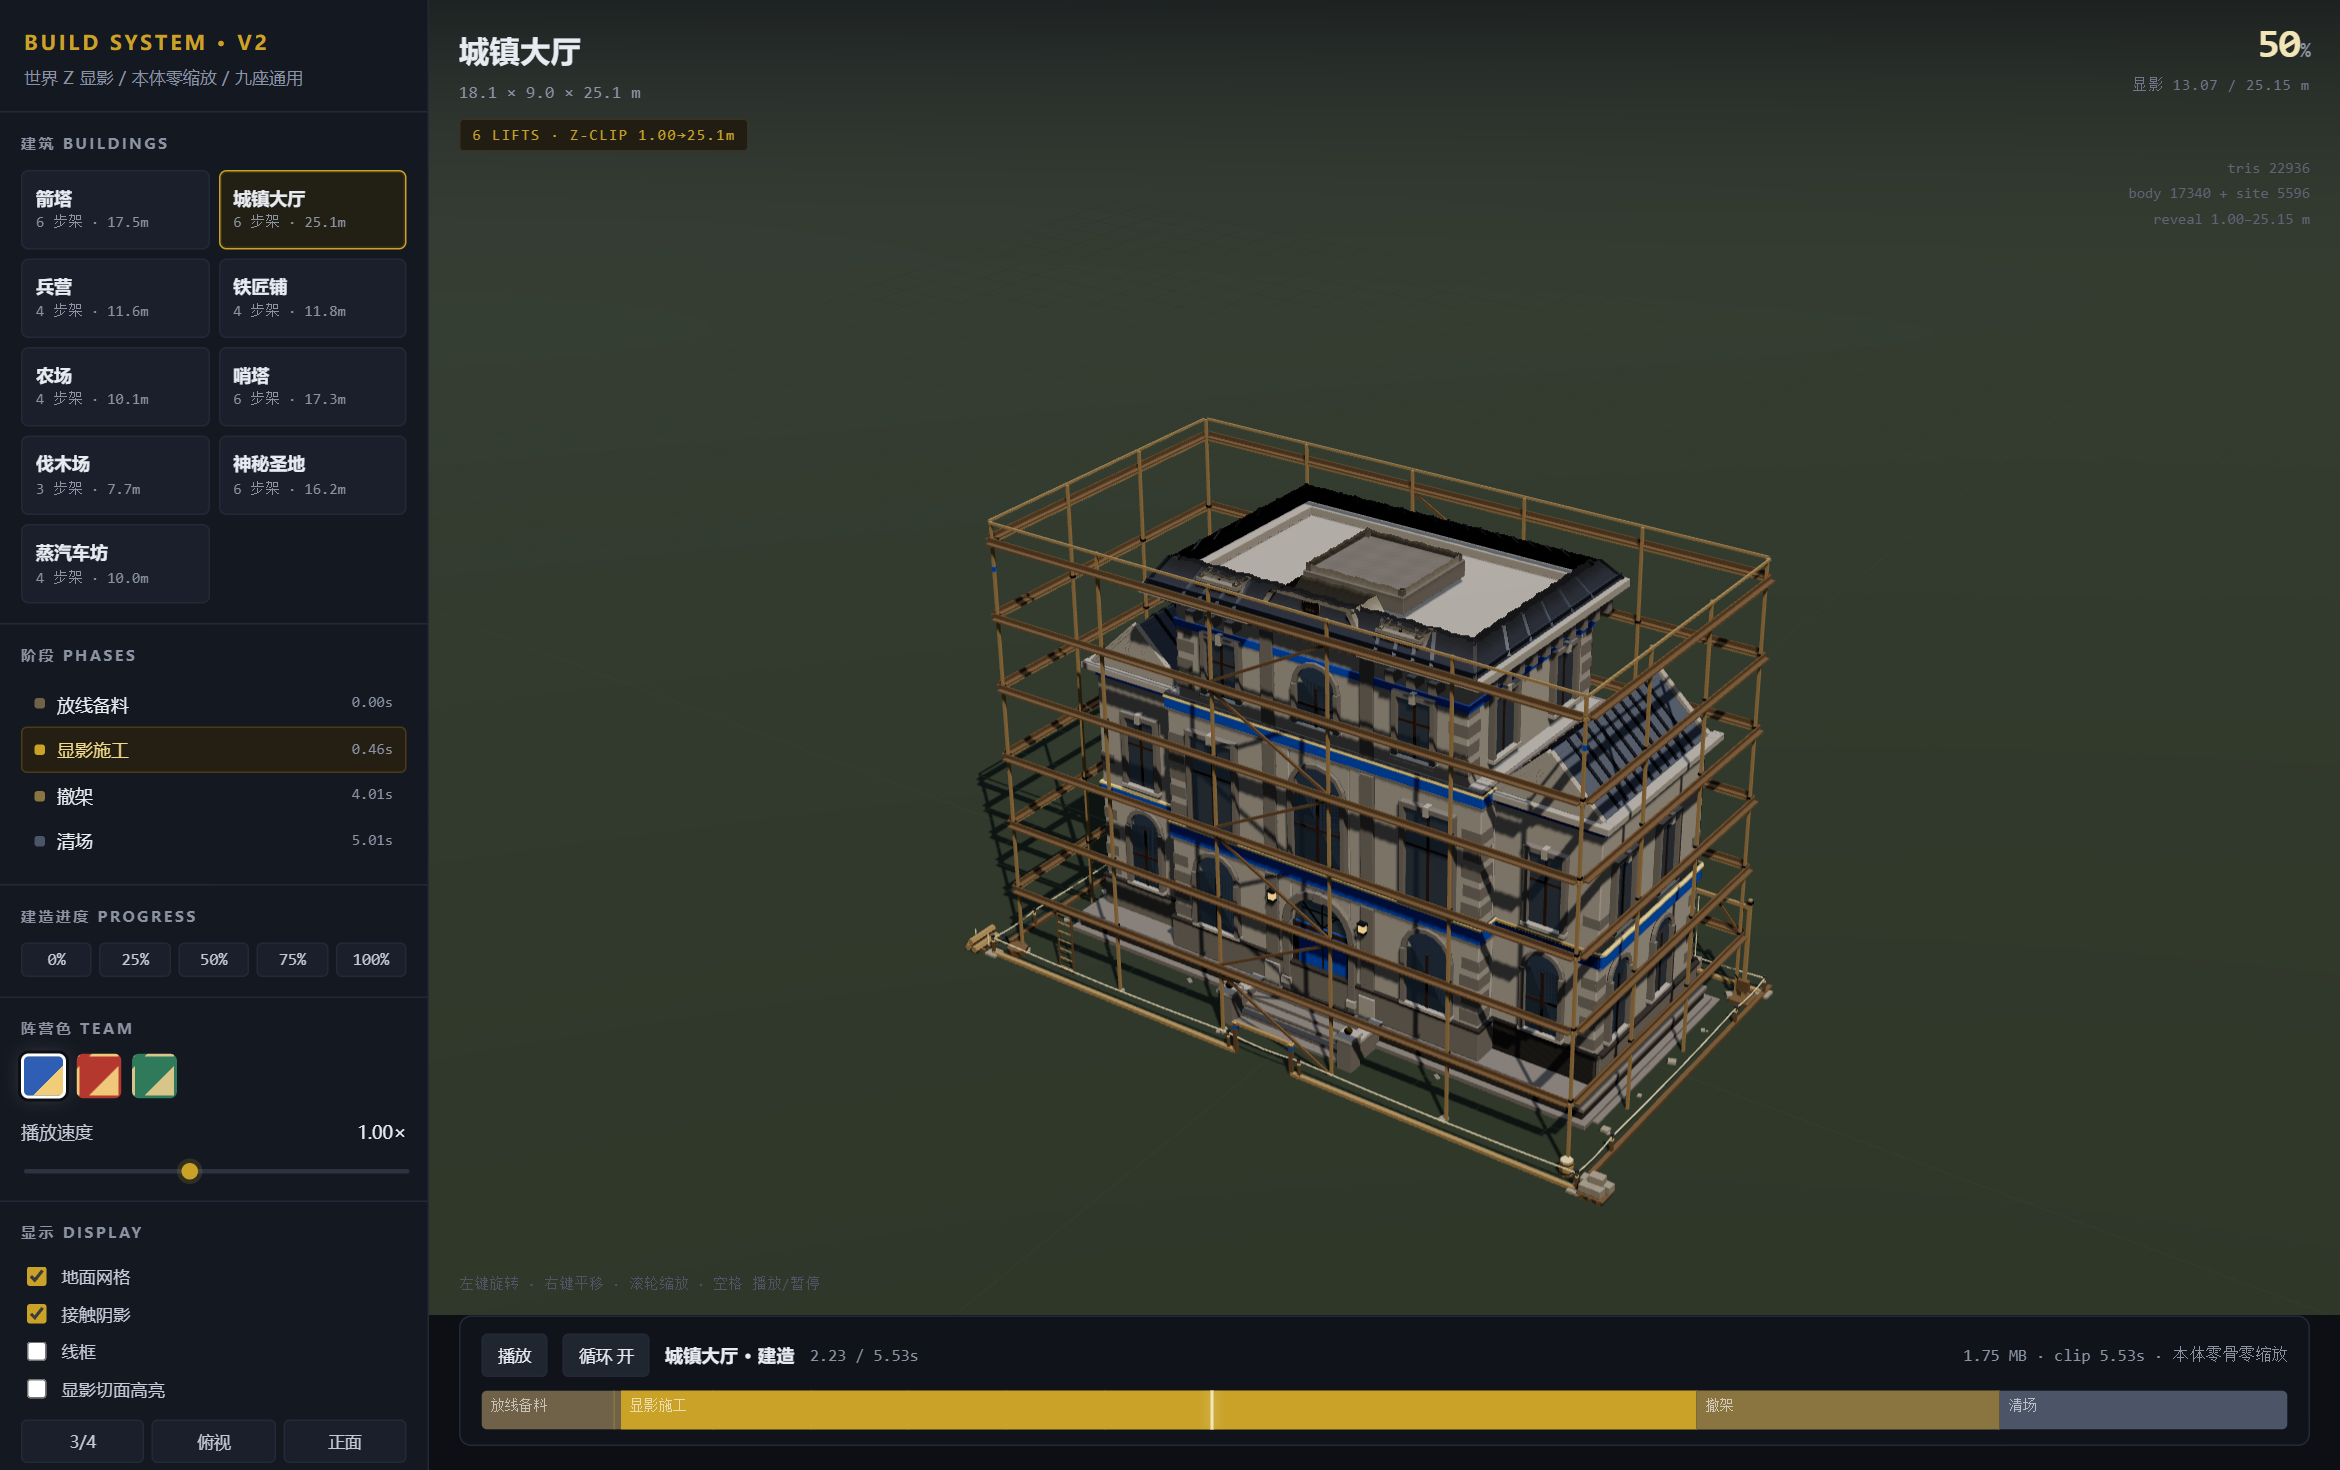 BUILD SYSTEM • V2
世界 Z 显影 / 本体零缩放 / 九座通用
建筑 BUILDINGS
箭塔
6 步架 · 17.5m
城镇大厅
6 步架 · 25.1m
兵营
4 步架 · 11.6m
铁匠铺
4 步架 · 11.8m
农场
4 步架 · 10.1m
哨塔
6 步架 · 17.3m
伐木场
3 步架 · 7.7m
神秘圣地
6 步架 · 16.2m
蒸汽车坊
4 步架 · 10.0m
阶段 PHASES
放线备料 0.00s
显影施工 0.46s
撤架 4.01s
清场 5.01s
建造进度 PROGRESS
0% 25% 50% 75% 100%
阵营色 TEAM
播放速度 1.00×
显示 DISPLAY
地面网格
接触阴影
线框
显影切面高亮
3/4 俯视 正面
城镇大厅
18.1 × 9.0 × 25.1 m
6 LIFTS · Z-CLIP 1.00→25.1m
50%
显影 13.07 / 25.15 m
tris 22936
body 17340 + site 5596
reveal 1.00–25.15 m
左键旋转 · 右键平移 · 滚轮缩放 · 空格 播放/暂停
播放 循环 开 城镇大厅 • 建造 2.23 / 5.53s
1.75 MB · clip 5.53s · 本体零骨零缩放
放线备料 显影施工 撤架 清场